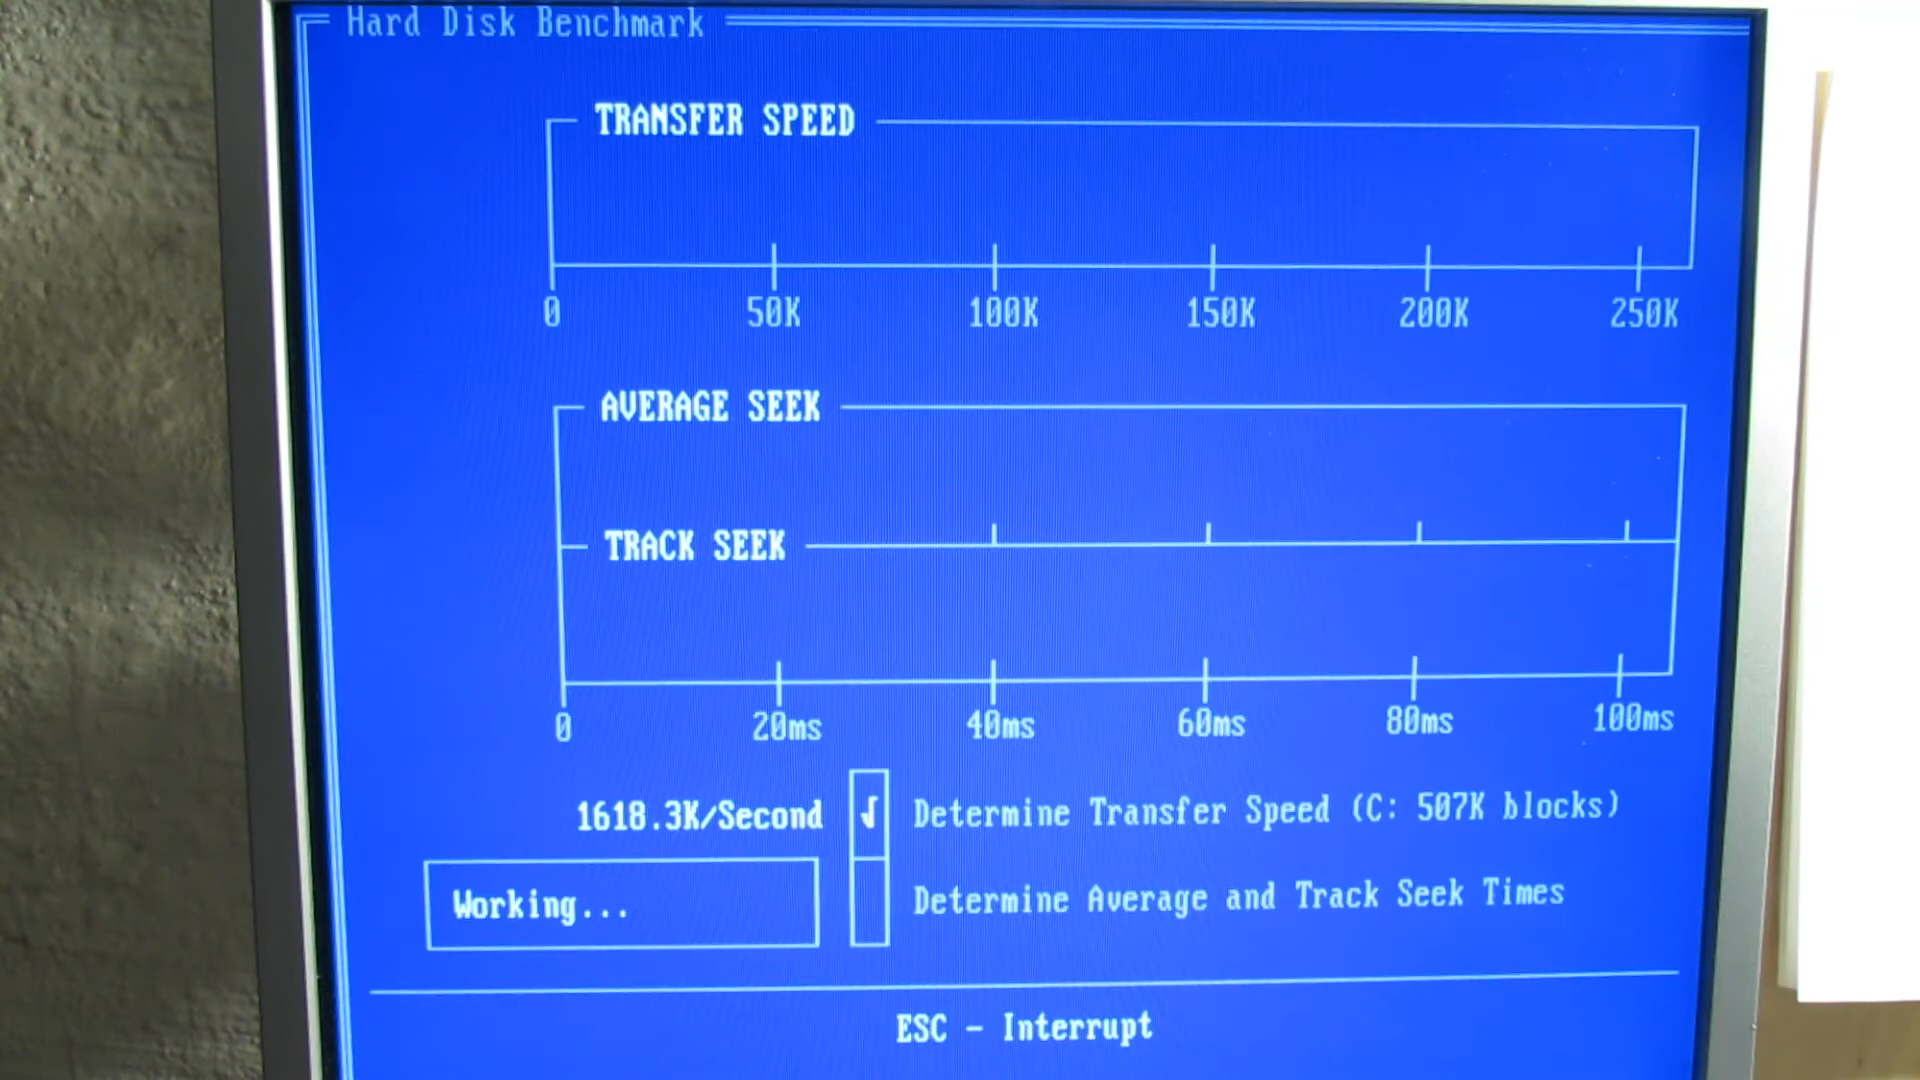 Hard Disk Benchmark
TRANSFER SPEED
0 50K 100K 150K 200K 250K
AVERAGE SEEK
TRACK SEEK
0 20ms 40ms 60ms 80ms 100ms
1618.3K/Second √ Determine Transfer Speed (C: 507K blocks)
Working... Determine Average and Track Seek Times
ESC - Interrupt